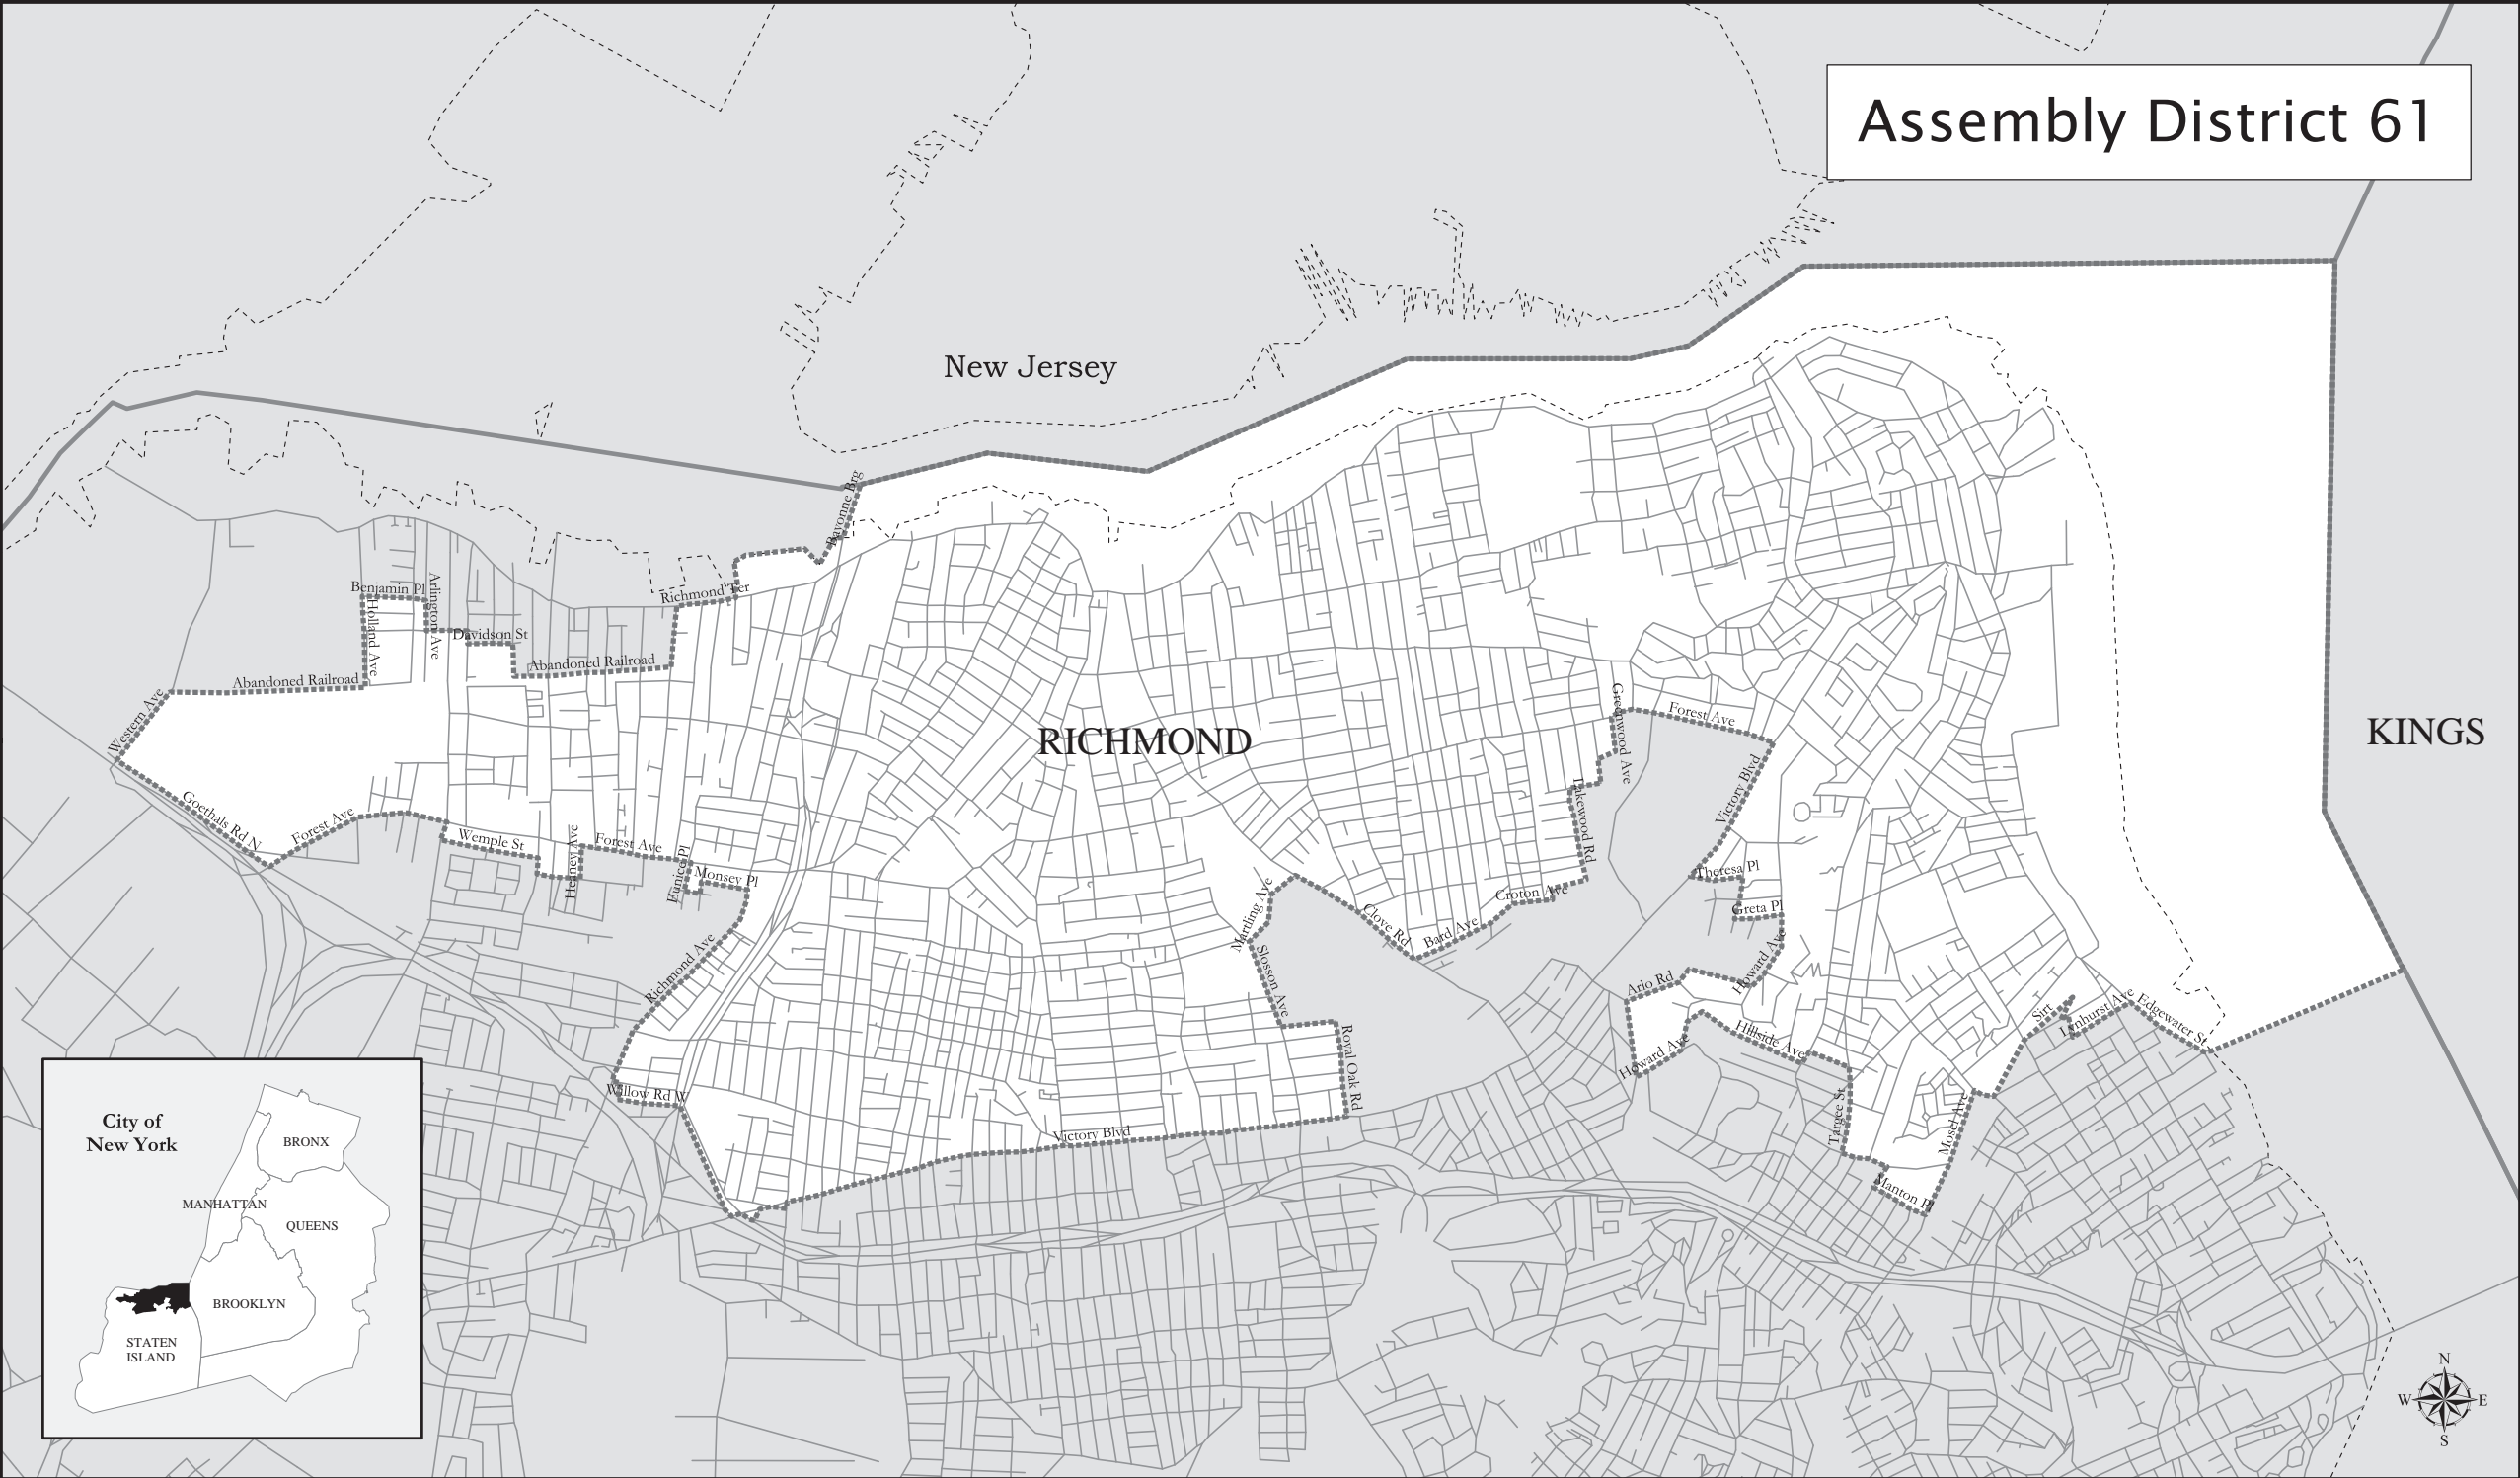 Assembly District 61
New Jersey
Bayonne Brg
Richmond Ter
Benjamin Pl
Arlington Ave
Holland Ave
Davidson St
Abandoned Railroad
Abandoned Railroad
Western Ave
Goethals Rd N
Forest Ave
Wemple St
Forest Ave
Eunice Pl
Monsey Pl
Richmond Ave
Willow Rd W
Victory Blvd
RICHMOND
KINGS
Greenwood Ave
Forest Ave
Victory Blvd
Lakewood Rd
Theresa Pl
Croton Ave
Greta Pl
Martling Ave
Clove Rd
Bard Ave
Slosson Ave
Howard Ave
Arlo Rd
Royal Oak Rd
Howard Ave
Hillside Ave
Sirt
Lynhurst Ave
Edgewater St
Targee St
Mosel Ave
Manton Pl
City of
New York
BRONX
MANHATTAN
QUEENS
BROOKLYN
STATEN
ISLAND
N
W
E
S